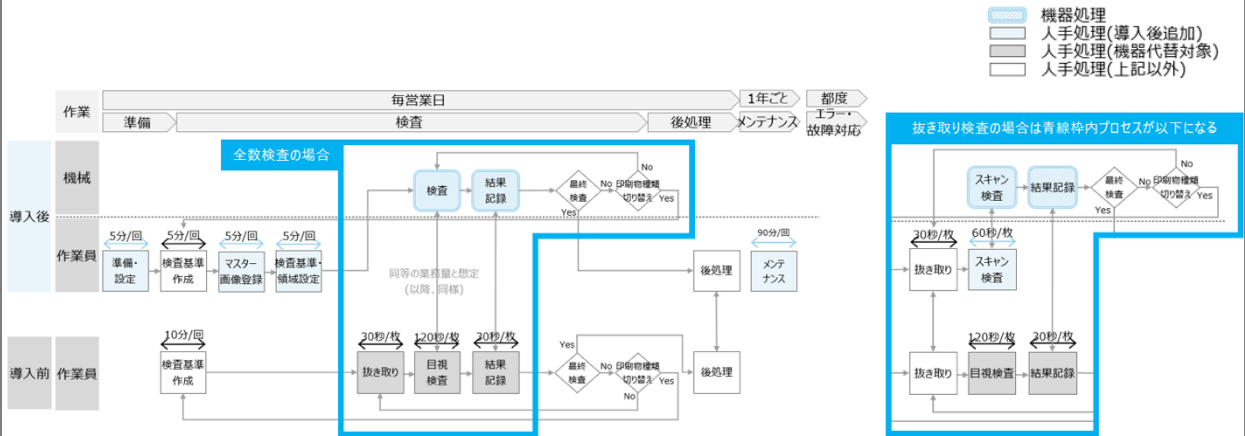 機器処理
人手処理(導入後追加)
人手処理(機器代替対象)
人手処理(上記以外)
作業
毎営業日
1年ごと
都度
準備
検査
後処理
メンテナンス
エラー・
故障対応
抜き取り検査の場合は青線枠内プロセスが以下になる
全数検査の場合
導入後
機械
検査
結果
記録
最終
検査
No
印刷物種類
切り替え
No
Yes
Yes
作業員
5分/回
5分/回
5分/回
5分/回
準備・
設定
検査基準
作成
マスター
画像登録
検査基準・
領域設定
同等の業務量と想定
(以降、同様)
後処理
90分/回
メンテ
ナンス
導入前
作業員
10分/回
検査基準
作成
30秒/枚
120秒/枚
30秒/枚
抜き取り
目視
検査
結果
記録
Yes
最終
検査
No
印刷物種類
切り替え
Yes
No
後処理
スキャン
検査
結果記録
最終
検査
No
印刷物種類
切り替え
No
Yes
Yes
30秒/枚
60秒/枚
抜き取り
スキャン
検査
120秒/枚
30秒/枚
抜き取り
目視検査
結果記録